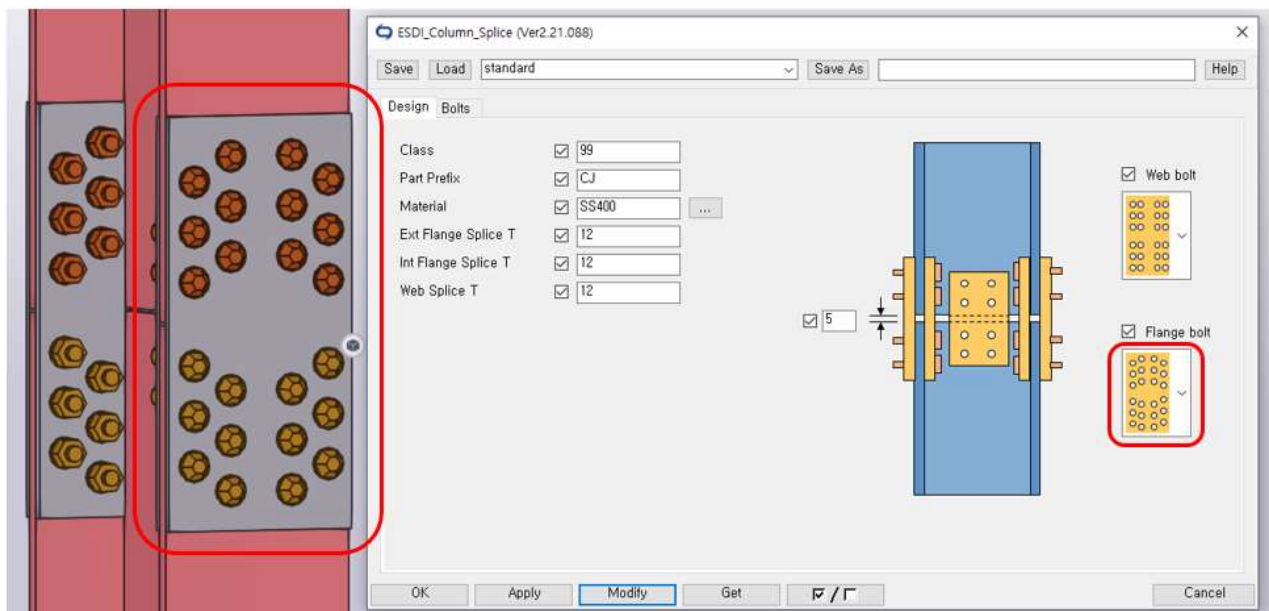 ESDI_Column_Splice (Ver2.21.088)
Save Load standard Save As Help
Design Bolts
Class 99
Part Prefix CJ
Material SS400 ...
Ext Flange Splice T 12
Int Flange Splice T 12
Web Splice T 12
5
Web bolt
Flange bolt
OK Apply Modify Get / Cancel